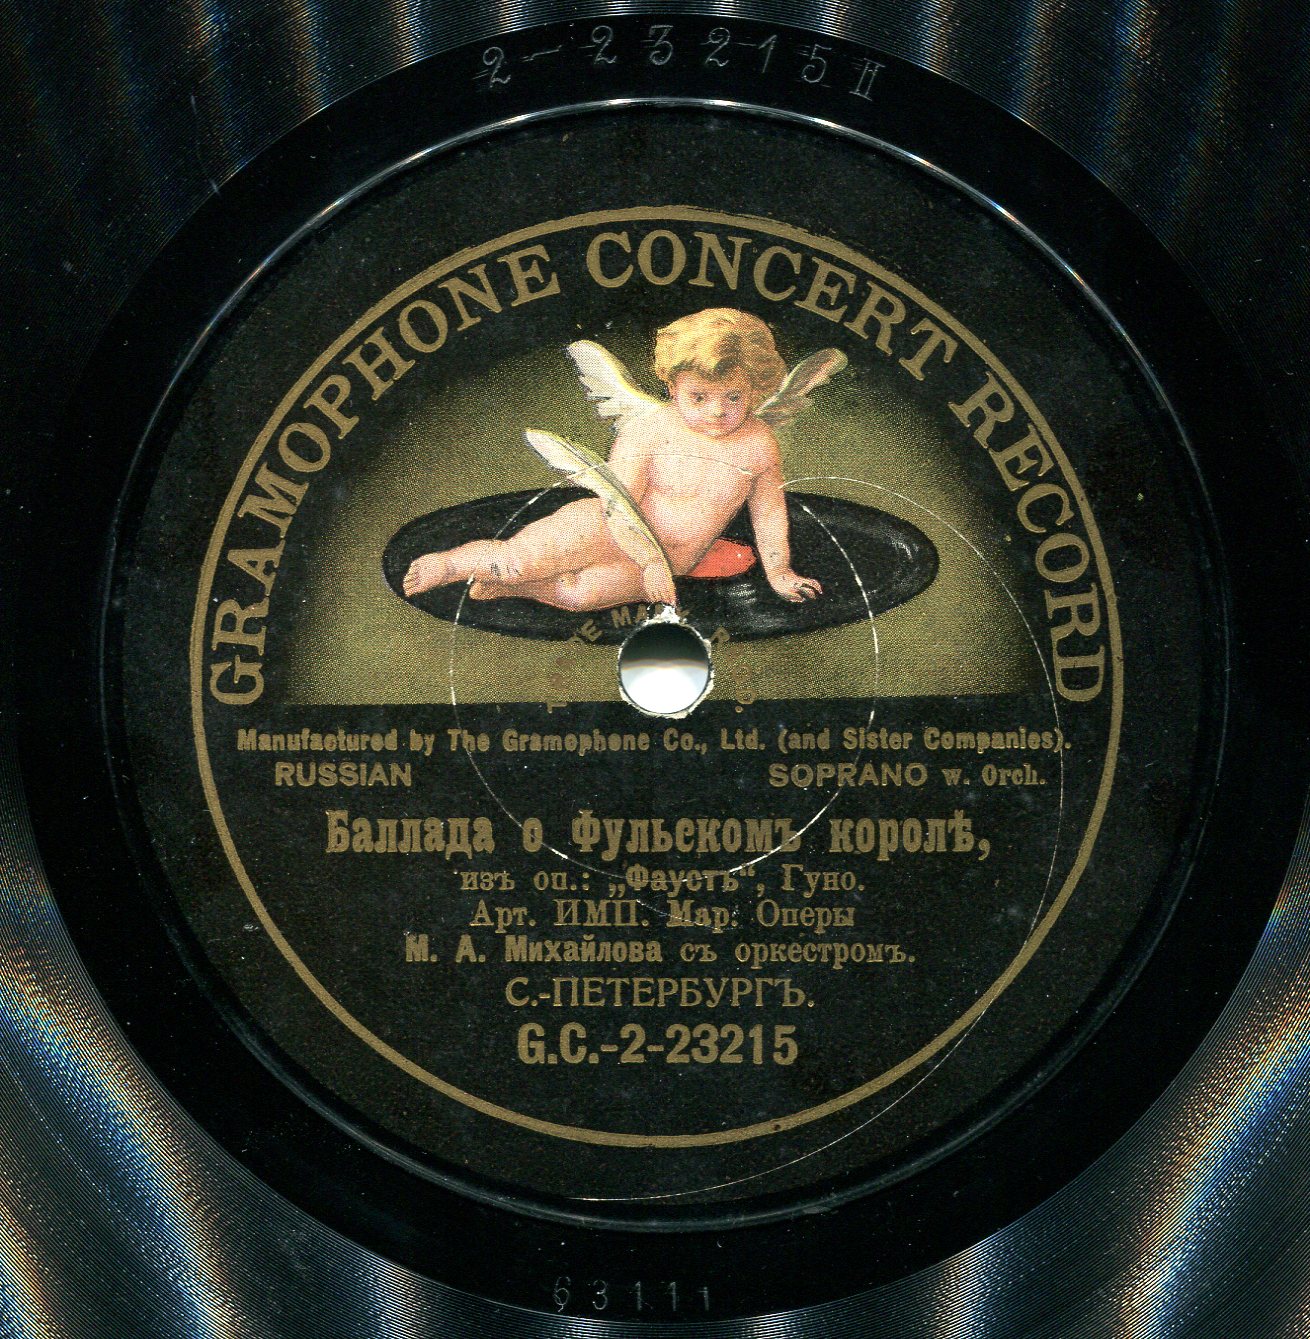 2-23215 II
GRAMOPHONE CONCERT RECORD
Manufactured by The Gramophone Co., Ltd. (and Sister Companies).
RUSSIAN SOPRANO w. Orch.
Баллада о Фульскомъ королѣ,
изъ оп.: „Фаустъ“, Гуно.
Арт. ИМП. Мар. Оперы
М. А. Михайлова съ оркестромъ.
С.-ПЕТЕРБУРГЪ.
G.C.-2-23215
63111